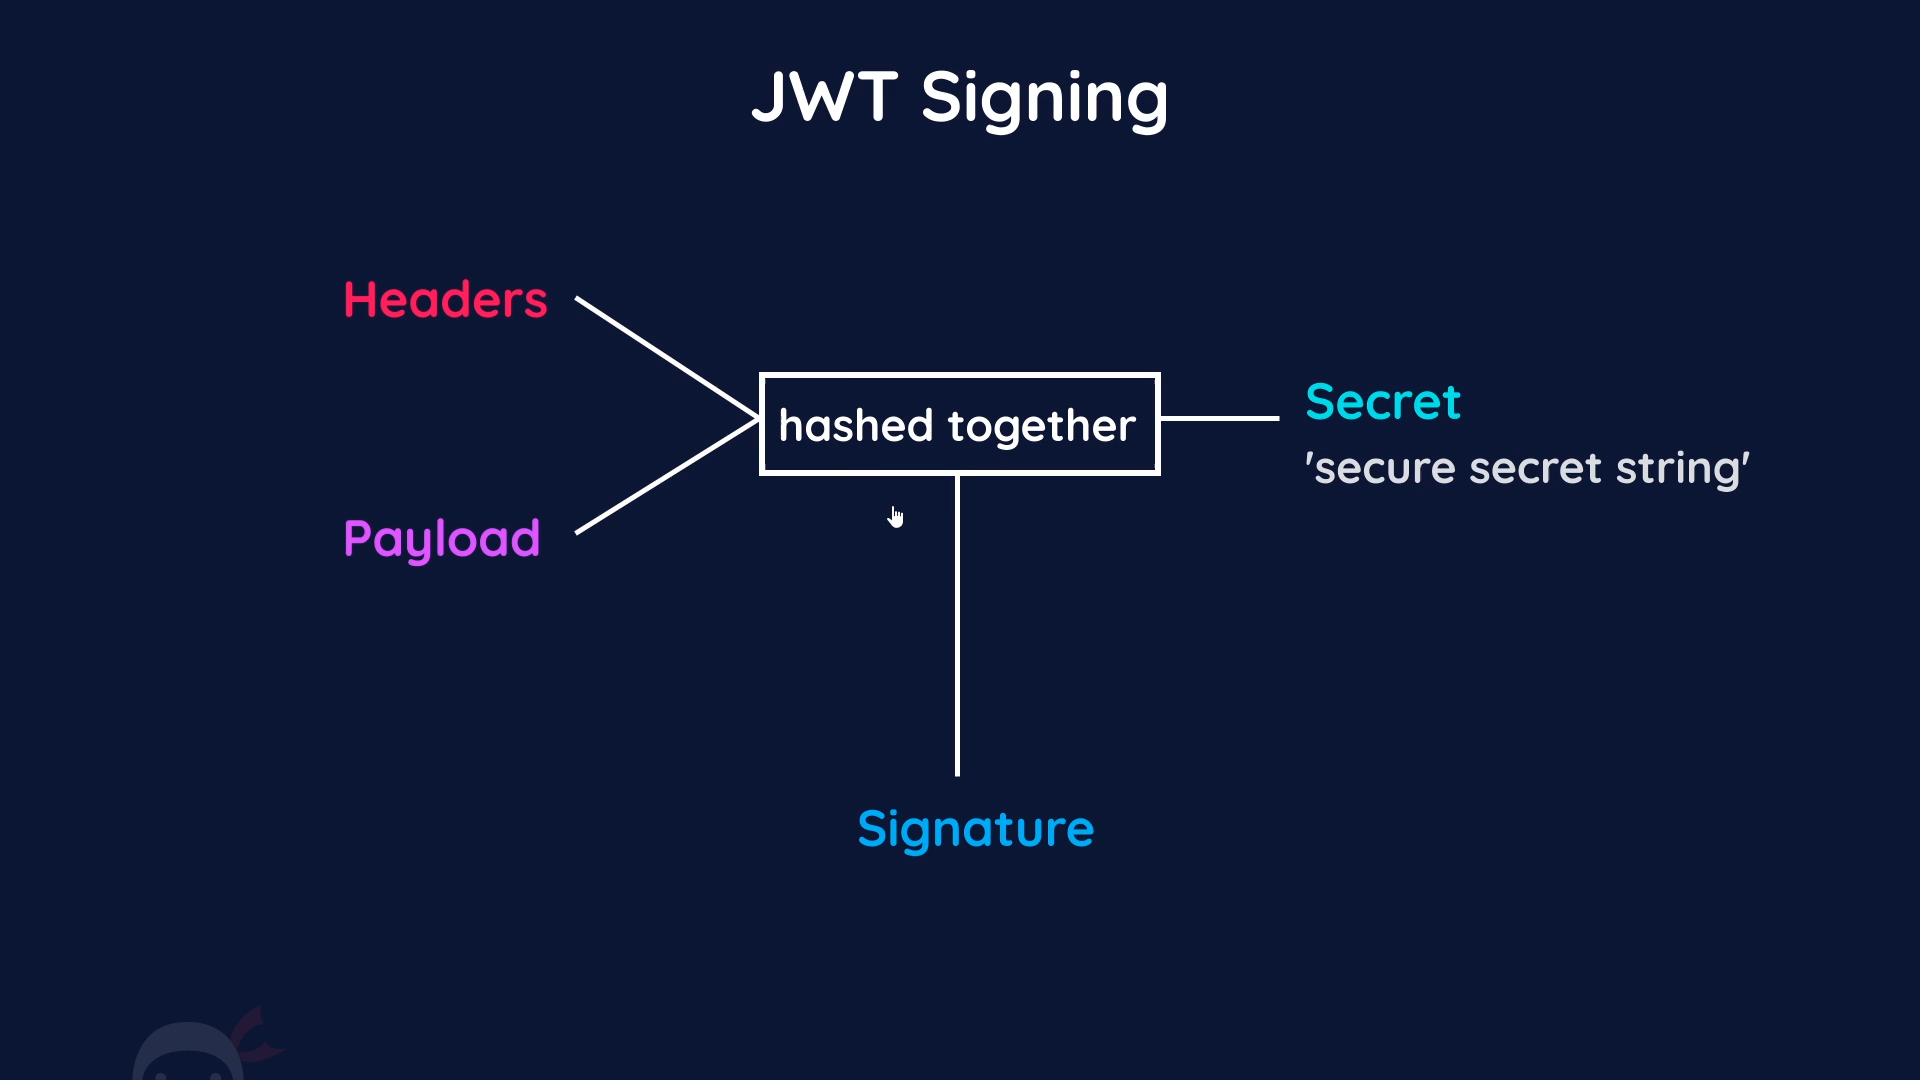 JWT Signing
Headers
hashed together
Secret
'secure secret string'
Payload
Signature